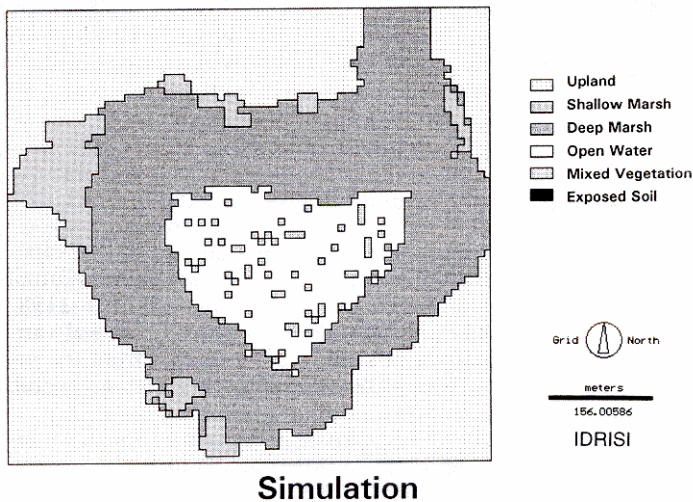 Upland
Shallow Marsh
Deep Marsh
Open Water
Mixed Vegetation
Exposed Soil
Grid North
meters
156.00586
IDRISI
Simulation